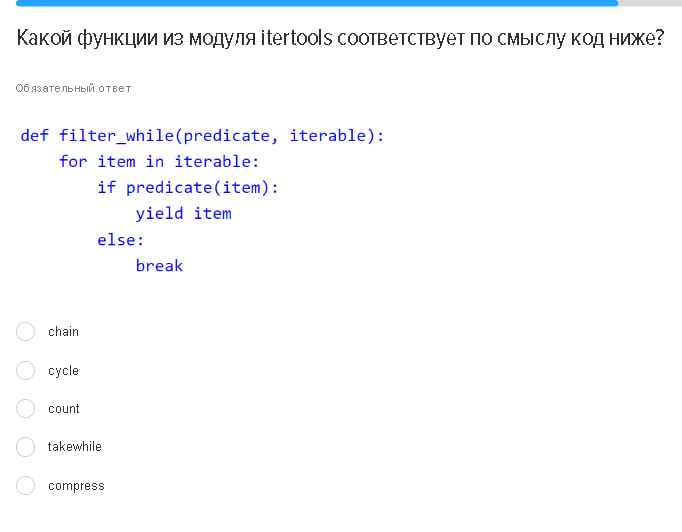 Какой функции из модуля itertools соответствует по смыслу код ниже?
Обязательный ответ
def filter_while(predicate, iterable):
    for item in iterable:
        if predicate(item):
            yield item
        else:
            break
chain
cycle
count
takewhile
compress